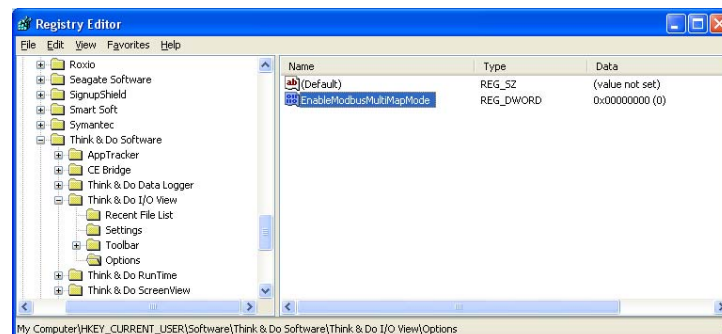 Registry Editor
File Edit View Favorites Help
Roxio
Seagate Software
SignupShield
Smart Soft
Symantec
Think & Do Software
AppTracker
CE Bridge
Think & Do Data Logger
Think & Do I/O View
Recent File List
Settings
Toolbar
Options
Think & Do RunTime
Think & Do ScreenView
Name Type Data
(Default) REG_SZ (value not set)
EnableModbusMultiMapMode REG_DWORD 0x00000000 (0)
My Computer\HKEY_CURRENT_USER\Software\Think & Do Software\Think & Do I/O View\Options